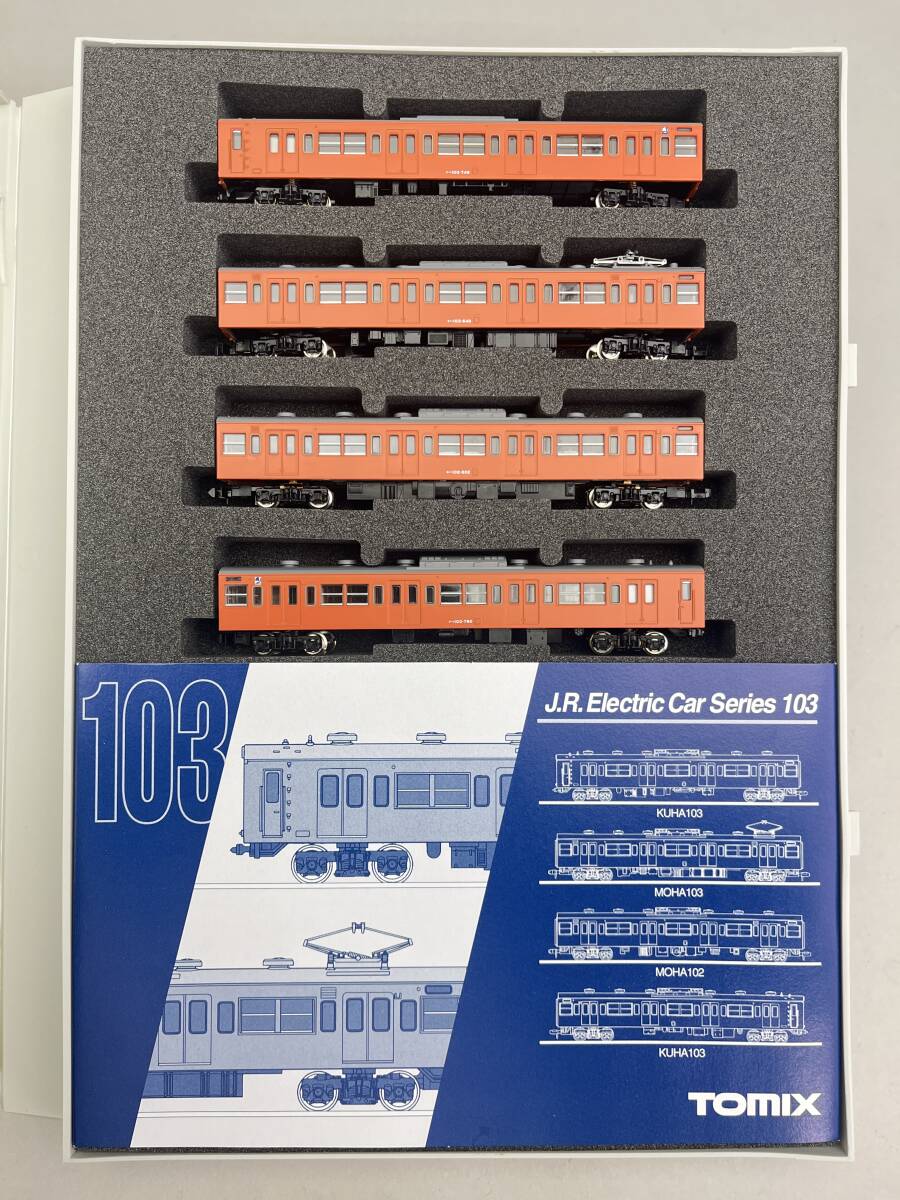 103
J.R. Electric Car Series 103
KUHA103
MOHA103
MOHA102
KUHA103
TOMIX